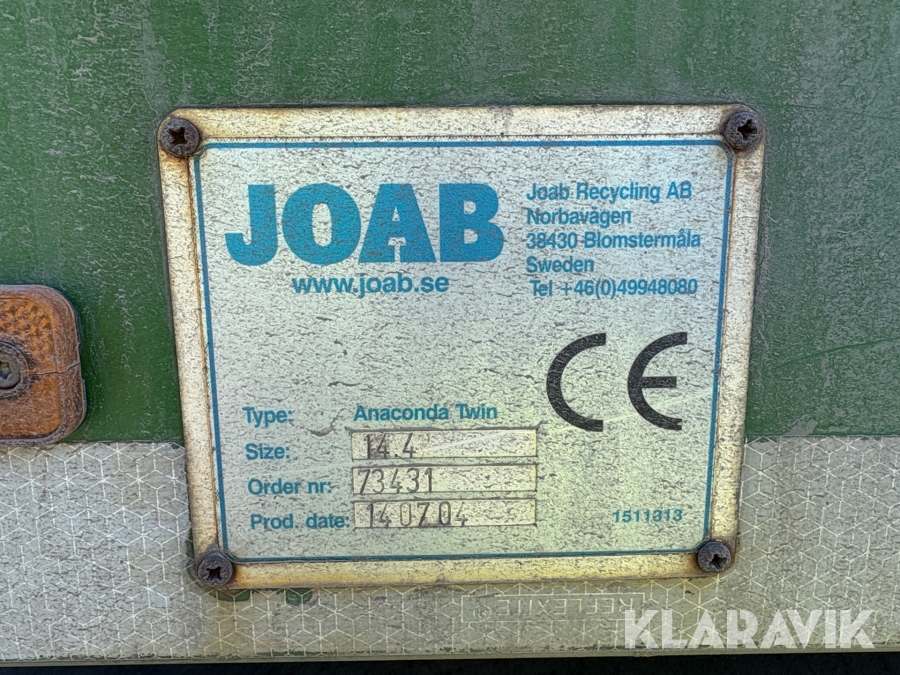 JOAB
www.joab.se
Joab Recycling AB
Norbavägen
38430 Blomstermåla
Sweden
Tel +46(0)49948080
CE
Type: Anaconda Twin
Size: 14.4
Order nr: 73431
Prod. date: 140704
1511313
REFLEXITE
KLARAVIK